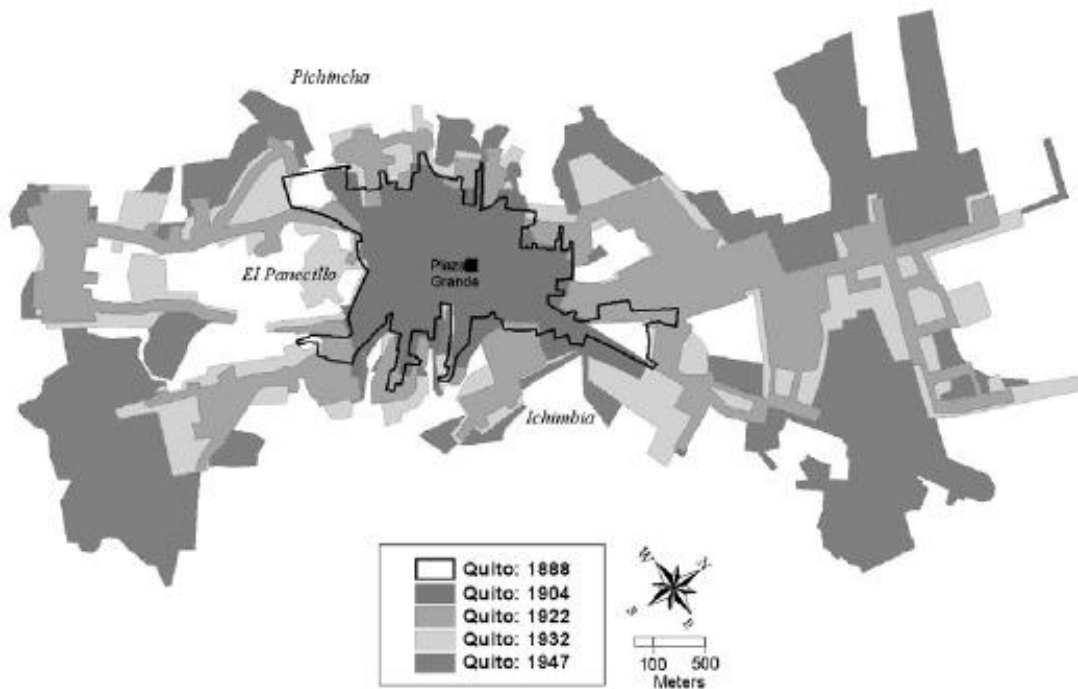 Pichincha
El Panecillo
Plaza
Grande
Ichimbia
Quito: 1888
Quito: 1904
Quito: 1922
Quito: 1932
Quito: 1947
W N
S E
100 500
Meters